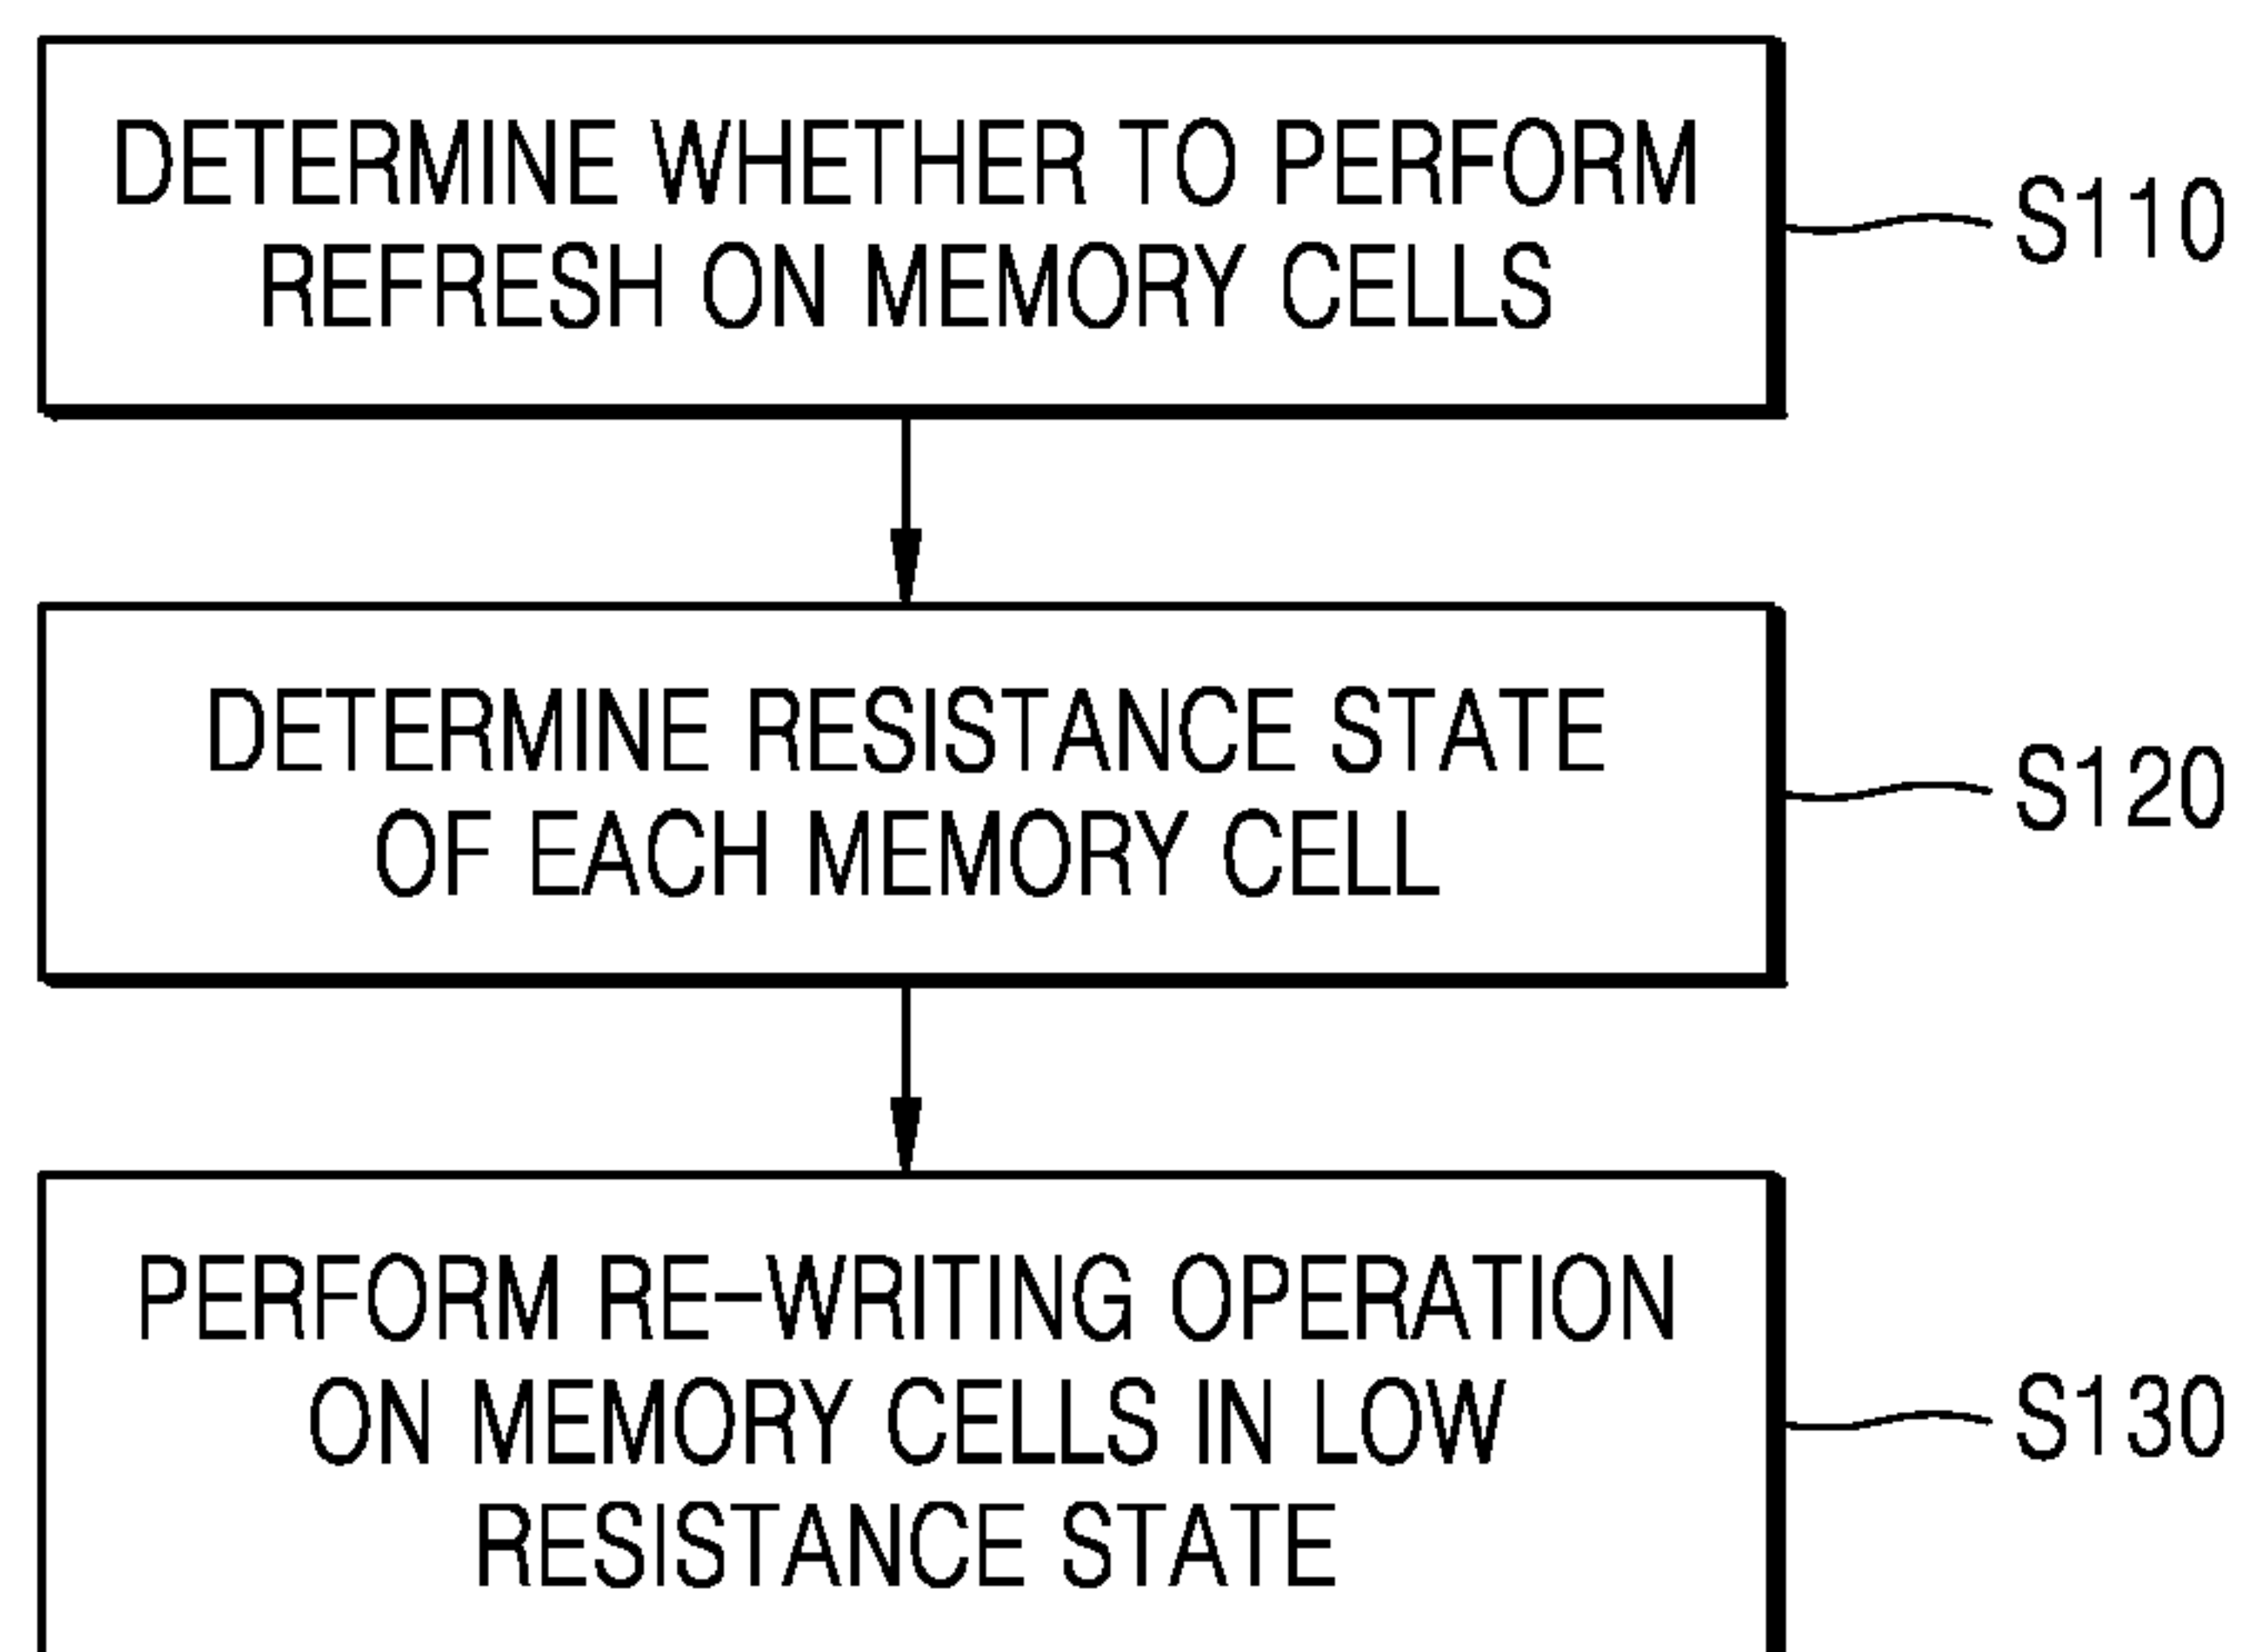 DETERMINE WHETHER TO PERFORM
REFRESH ON MEMORY CELLS
S110
DETERMINE RESISTANCE STATE
OF EACH MEMORY CELL
S120
PERFORM RE-WRITING OPERATION
ON MEMORY CELLS IN LOW
RESISTANCE STATE
S130